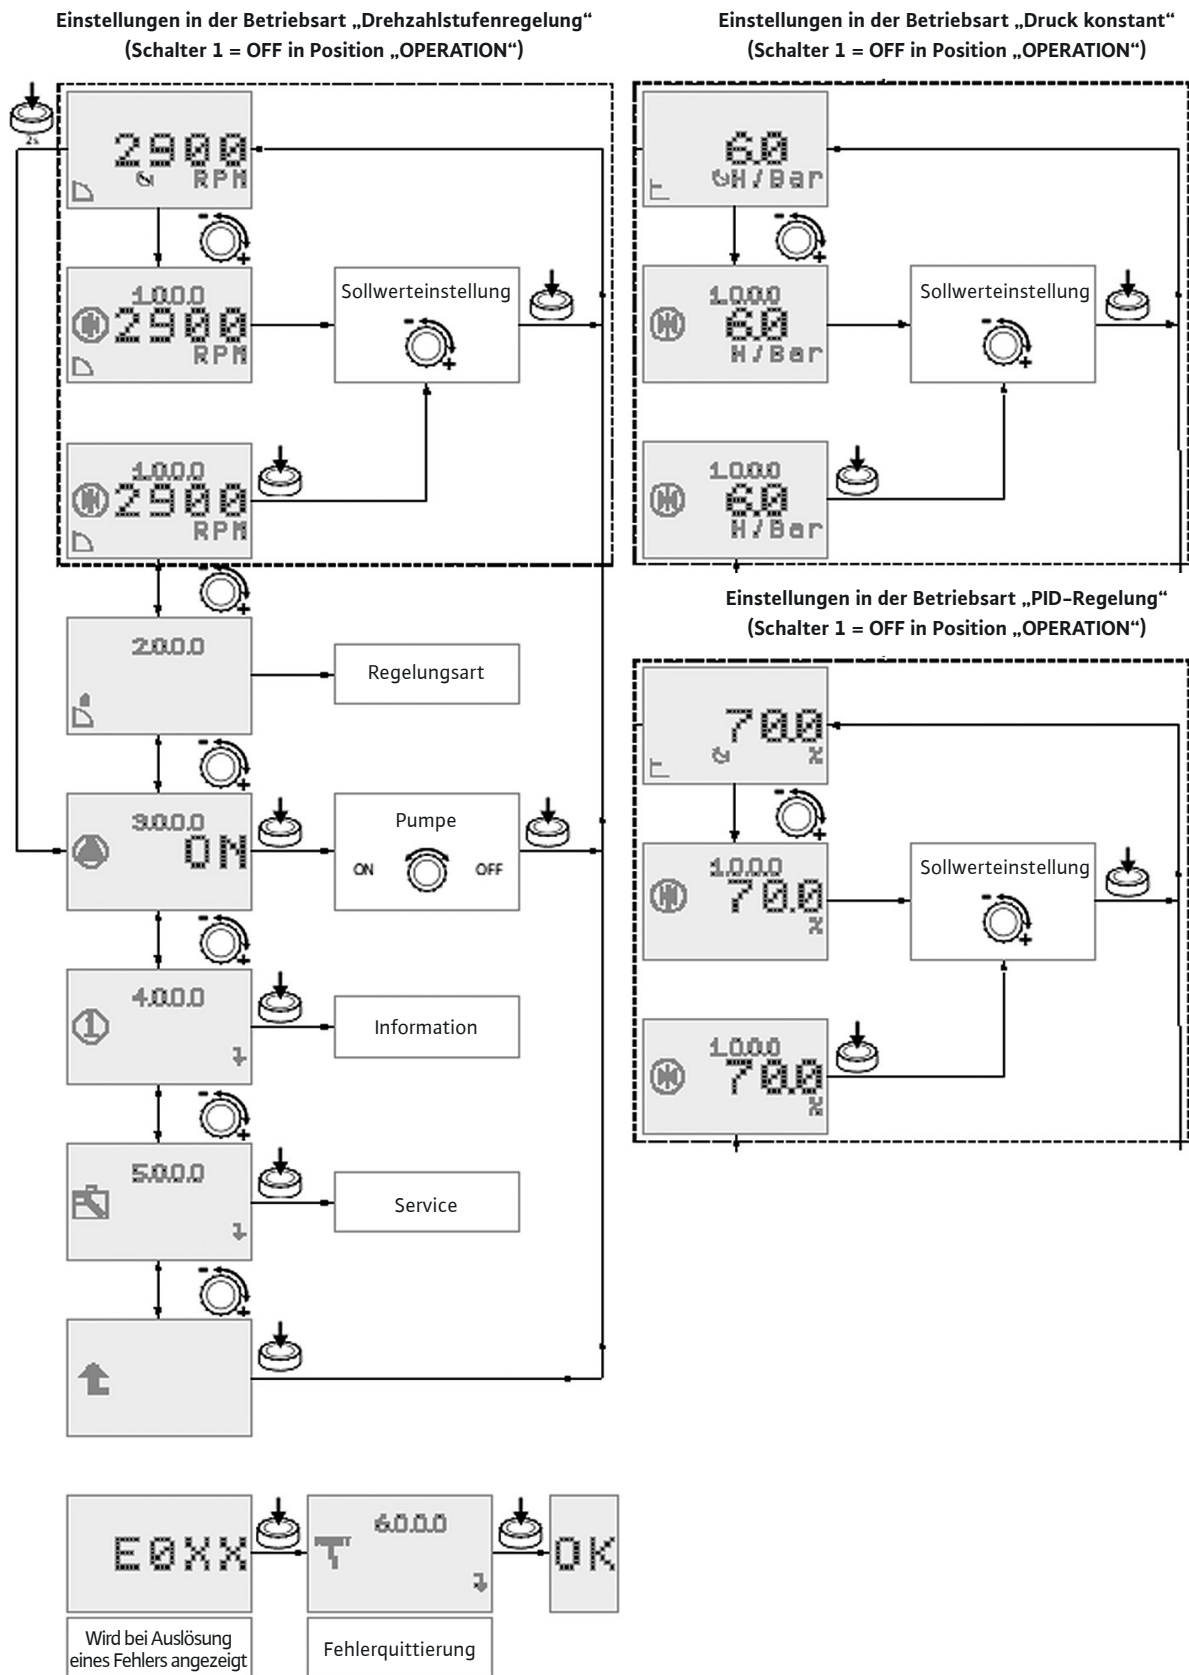 Einstellungen in der Betriebsart „Drehzahlstufenregelung“
(Schalter 1 = OFF in Position „OPERATION“)
2s
2900
RPM
1.0.0.0
2900
RPM
Sollwerteinstellung
1.0.0.0
2900
RPM
2.0.0.0
Regelungsart
3.0.0.0
ON
Pumpe
ON
OFF
4.0.0.0
Information
5.0.0.0
Service
E0XX
6.0.0.0
OK
Wird bei Auslösung
eines Fehlers angezeigt
Fehlerquittierung
Einstellungen in der Betriebsart „Druck konstant“
(Schalter 1 = OFF in Position „OPERATION“)
6.0
H/Bar
1.0.0.0
6.0
H/Bar
Sollwerteinstellung
1.0.0.0
6.0
H/Bar
Einstellungen in der Betriebsart „PID-Regelung“
(Schalter 1 = OFF in Position „OPERATION“)
70.0
%
1.0.0.0
70.0
%
Sollwerteinstellung
1.0.0.0
70.0
%